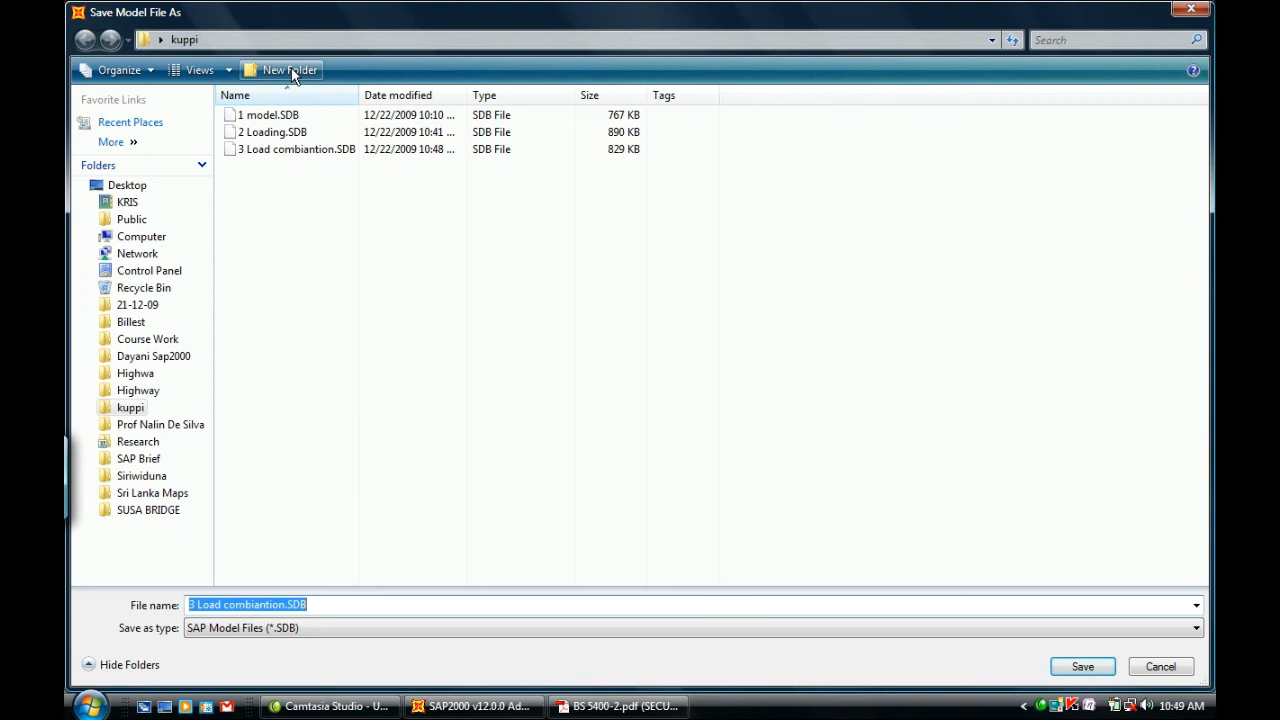 Save Model File As
kuppi
Search
Organize
Views
New Folder
Favorite Links
Recent Places
More »
Folders
Desktop
KRIS
Public
Computer
Network
Control Panel
Recycle Bin
21-12-09
Billest
Course Work
Dayani Sap2000
Highwa
Highway
kuppi
Prof Nalin De Silva
Research
SAP Brief
Siriwiduna
Sri Lanka Maps
SUSA BRIDGE
Name Date modified Type Size Tags
1 model.SDB 12/22/2009 10:10 ... SDB File 767 KB
2 Loading.SDB 12/22/2009 10:41 ... SDB File 890 KB
3 Load combiantion.SDB 12/22/2009 10:48 ... SDB File 829 KB
File name: 3 Load combiantion.SDB
Save as type: SAP Model Files (*.SDB)
Hide Folders
Save
Cancel
Camtasia Studio - U...
SAP2000 v12.0.0 Ad...
BS 5400-2.pdf (SECU...
10:49 AM